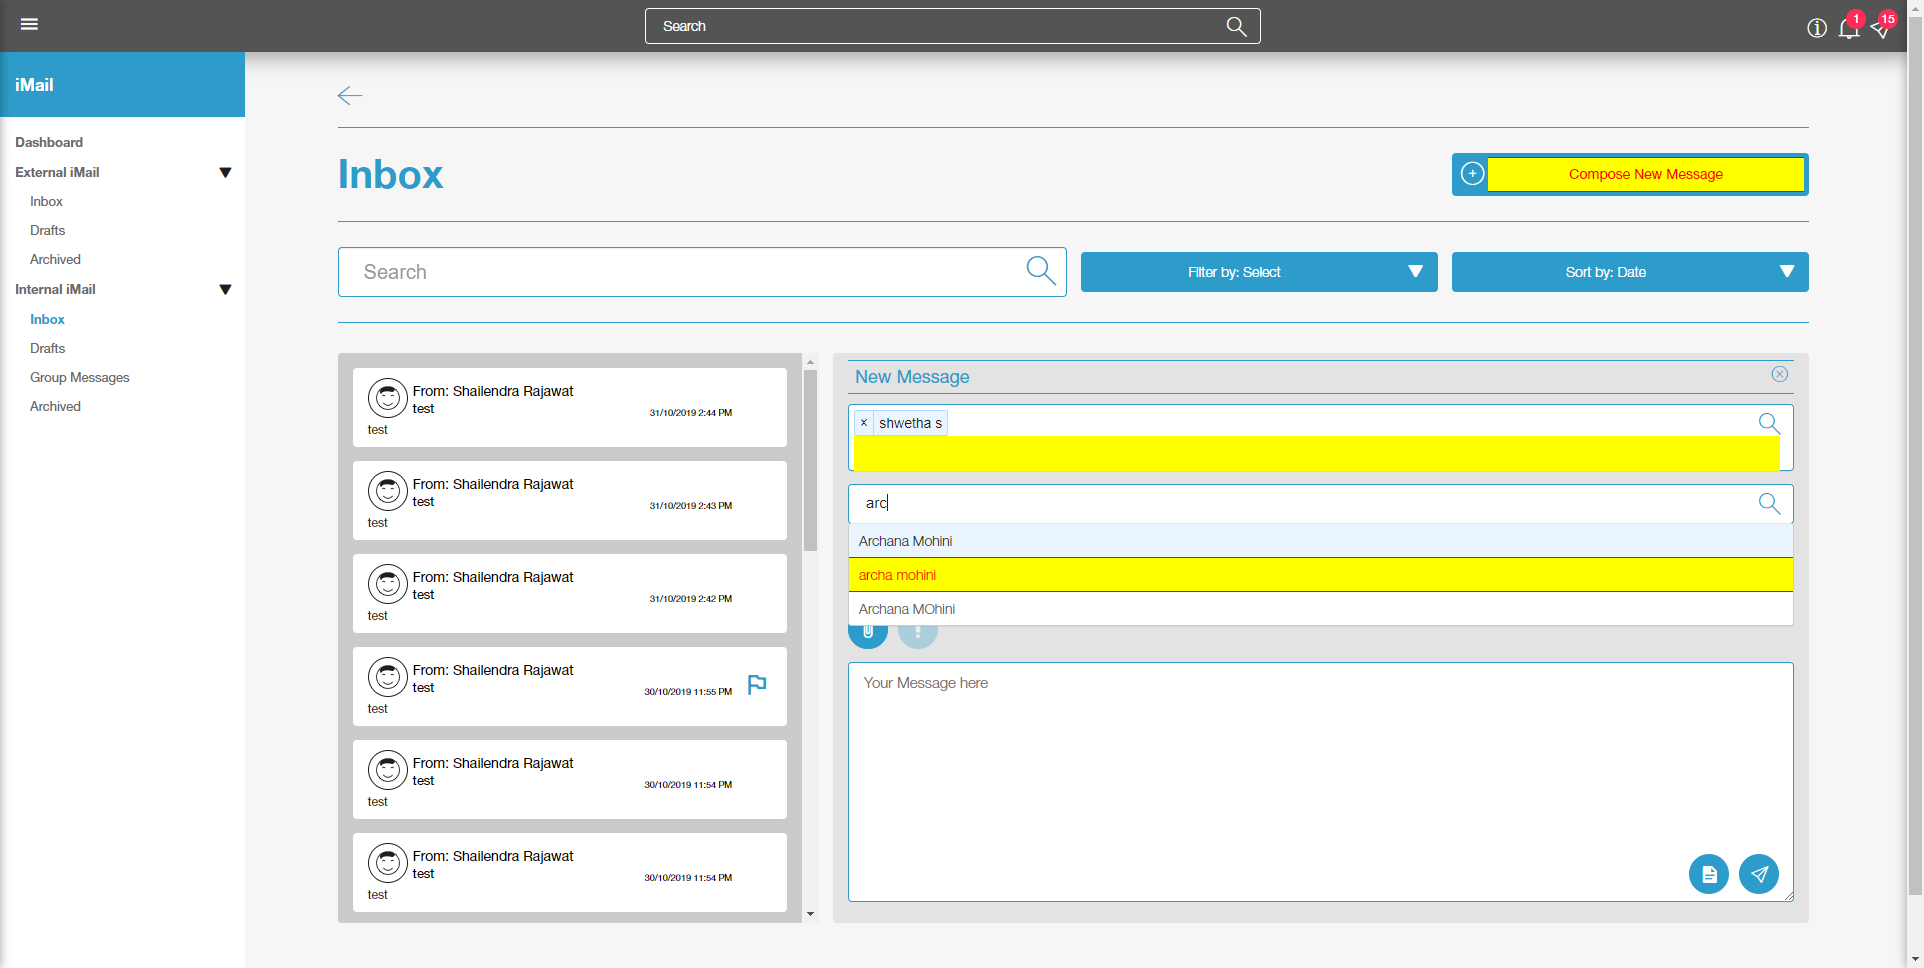 Search
1
15
iMail
Dashboard
External iMail
Inbox
Drafts
Archived
Internal iMail
Inbox
Drafts
Group Messages
Archived
Inbox
Compose New Message
Search
Filter by: Select
Sort by: Date
From: Shailendra Rajawat
test
31/10/2019 2:44 PM
test
From: Shailendra Rajawat
test
31/10/2019 2:43 PM
test
From: Shailendra Rajawat
test
31/10/2019 2:42 PM
test
From: Shailendra Rajawat
test
30/10/2019 11:55 PM
test
From: Shailendra Rajawat
test
30/10/2019 11:54 PM
test
From: Shailendra Rajawat
test
30/10/2019 11:54 PM
test
New Message
× shwetha s
arc
Archana Mohini
archa mohini
Archana MOhini
Your Message here